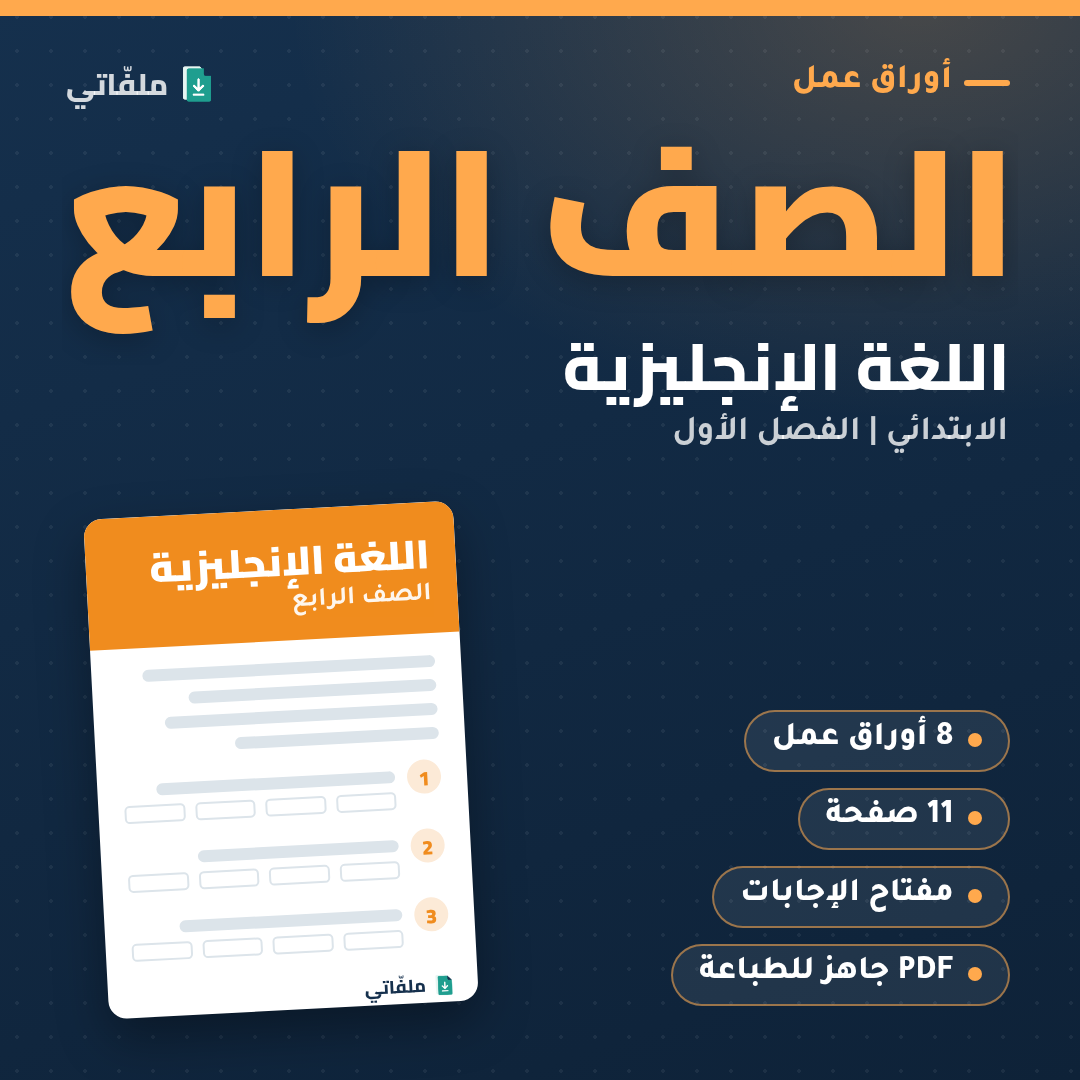 أوراق عمل
ملفّاتي
الصف الرابع
اللغة الإنجليزية
الابتدائي | الفصل الأول
8 أوراق عمل
11 صفحة
مفتاح الإجابات
PDF جاهز للطباعة
اللغة الإنجليزية
الصف الرابع
1
2
3
ملفّاتي